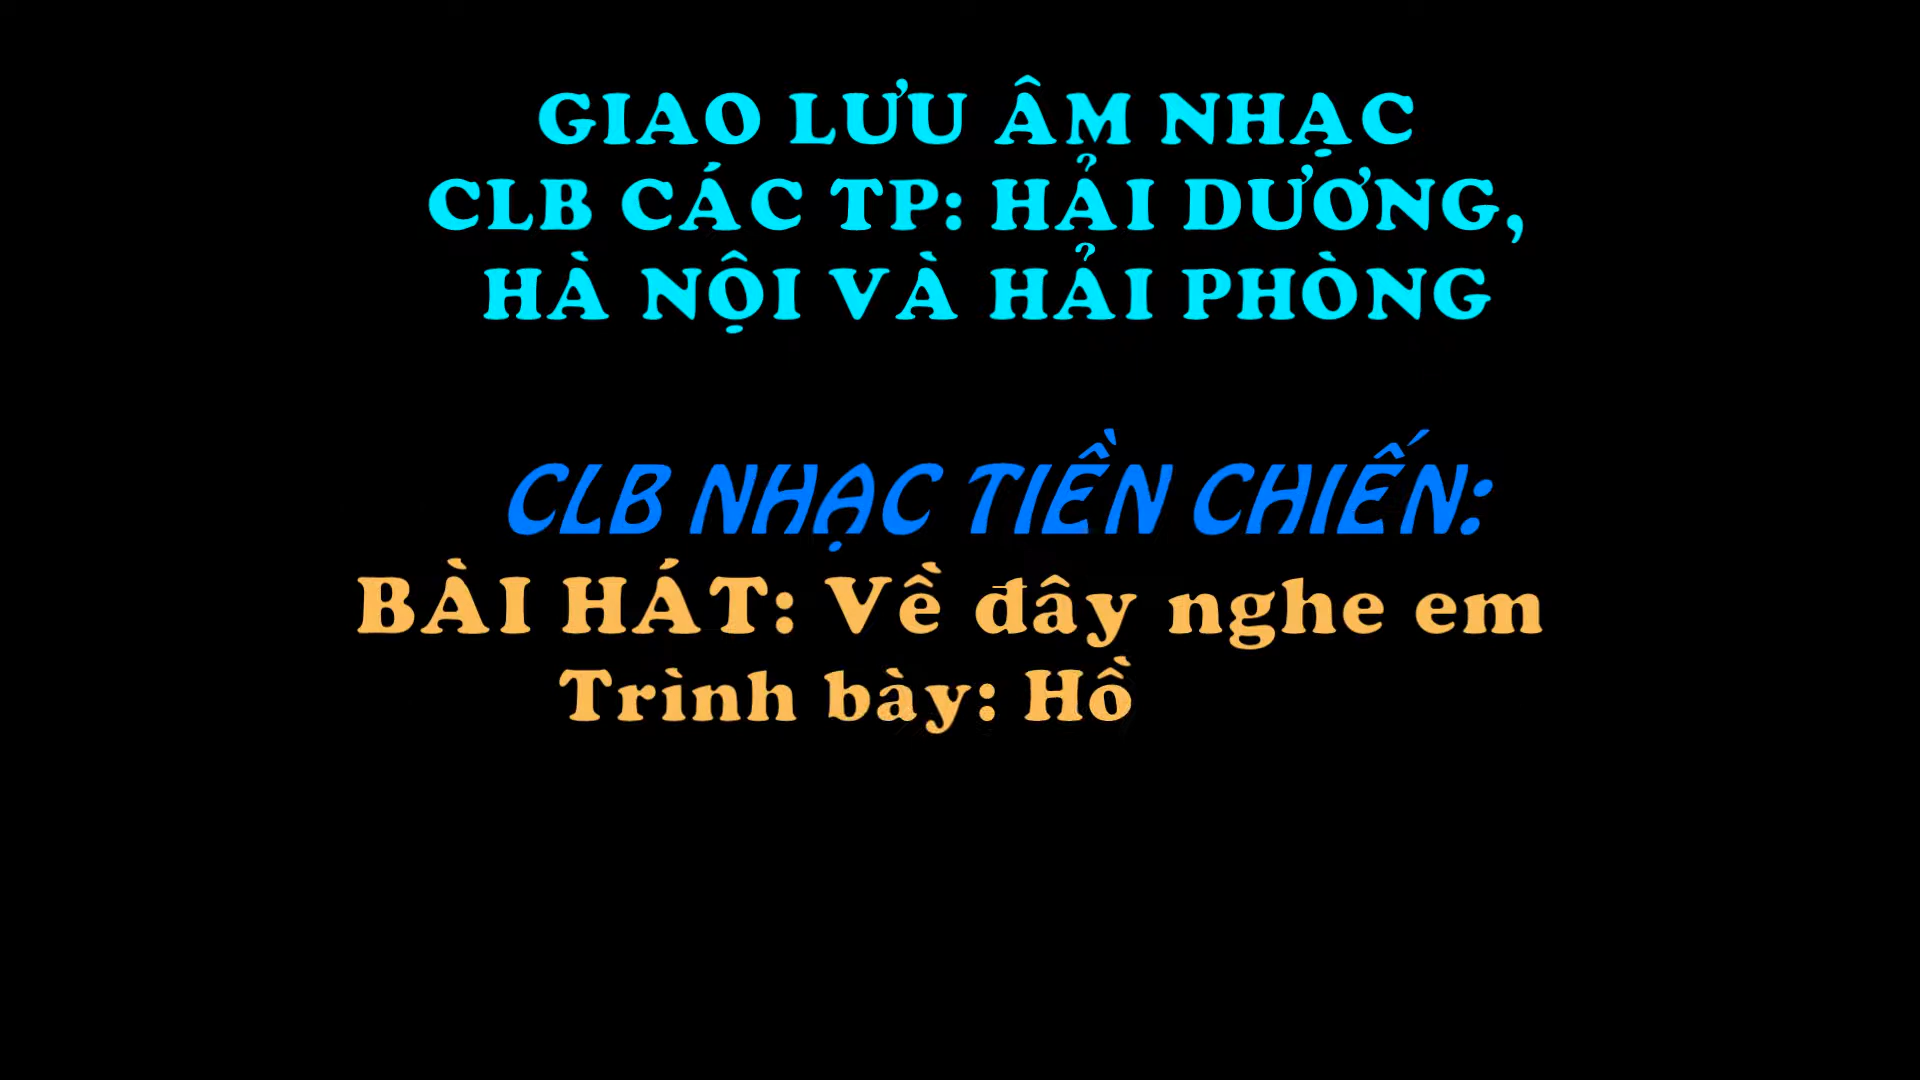 GIAO LƯU ÂM NHẠC
CLB CÁC TP: HẢI DƯƠNG,
HÀ NỘI VÀ HẢI PHÒNG
CLB NHẠC TIỀN CHIẾN:
BÀI HÁT: Về đây nghe em
Trình bày: Hồ